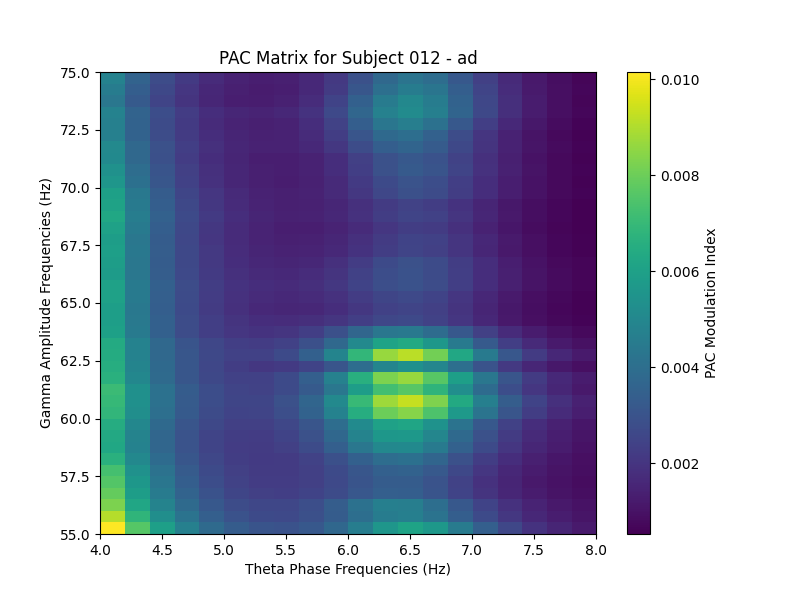 PAC Matrix for Subject 012 - ad
75.0
72.5
70.0
67.5
65.0
62.5
60.0
57.5
55.0
Gamma Amplitude Frequencies (Hz)
4.0 4.5 5.0 5.5 6.0 6.5 7.0 7.5 8.0
Theta Phase Frequencies (Hz)
0.010
0.008
0.006
0.004
0.002
PAC Modulation Index